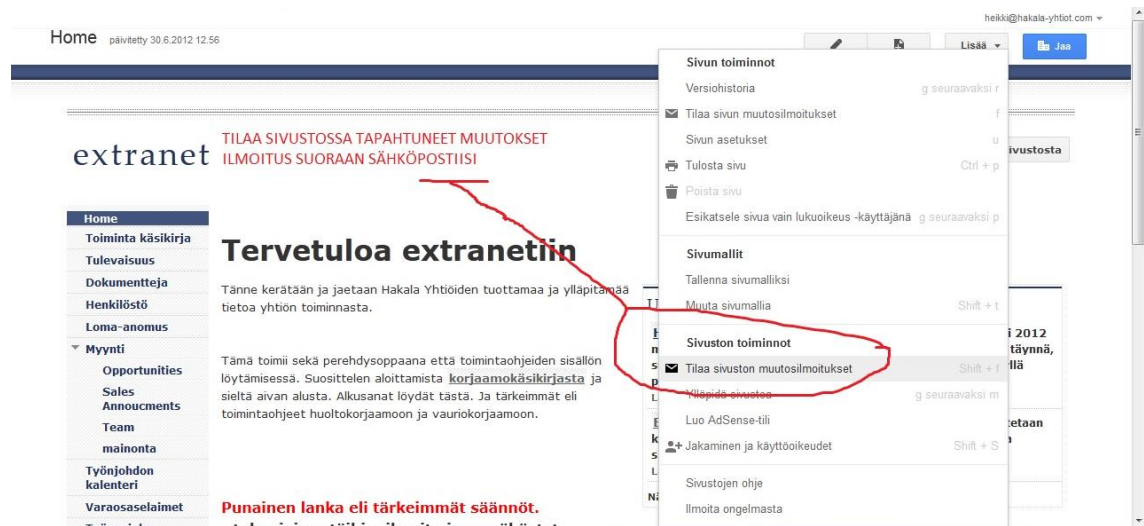 heikki@hakala-yhtiot.com
Home päivitetty 30.6.2012 12.56
Lisää
Jaa
extranet
TILAA SIVUSTOSSA TAPAHTUNEET MUUTOKSET
ILMOITUS SUORAAN SÄHKÖPOSTIISI
Home
Toiminta käsikirja
Tulevaisuus
Dokumentteja
Henkilöstö
Loma-anomus
Myynti
Opportunities
Sales
Annoucments
Team
mainonta
Työnjohdon
kalenteri
Varaosaselaimet
Tervetuloa extranetiin
Tänne kerätään ja jaetaan Hakala Yhtiöiden tuottamaa ja ylläpitämää
tietoa yhtiön toiminnasta.
Tämä toimii sekä perehdysoppaana että toimintaohjeiden sisällön
löytämisessä. Suosittelen aloittamista korjaamokäsikirjasta ja
sieltä aivan alusta. Alkusanat löydät tästä. Ja tärkeimmät eli
toimintaohjeet huoltokorjaamoon ja vauriokorjaamoon.
Punainen lanka eli tärkeimmät säännöt.
Sivun toiminnot
Versiohistoria g seuraavaksi r
Tilaa sivun muutosilmoitukset f
Sivun asetukset u
Tulosta sivu Ctrl + p
Poista sivu
Esikatsele sivua vain lukuoikeus -käyttäjänä g seuraavaksi p
Sivumallit
Tallenna sivumalliksi
Muuta sivumallia Shift + t
Sivuston toiminnot
Tilaa sivuston muutosilmoitukset Shift + f
Ylläpidä sivustoa g seuraavaksi m
Luo AdSense-tili
Jakaminen ja käyttöoikeudet Shift + S
Sivustojen ohje
Ilmoita ongelmasta
ivustosta
2012
täynnä,